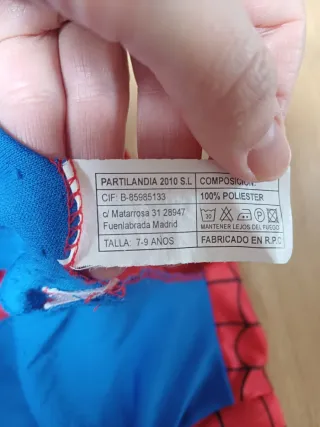 PARTILANDIA 2010 S.L
CIF: B-85985133
c/ Matarrosa 31 28947
Fuenlabrada Madrid
TALLA: 7-9 AÑOS
COMPOSICIÓN:
100% POLIESTER
30
P
MANTENER LEJOS DEL FUEGO
FABRICADO EN R.P.C